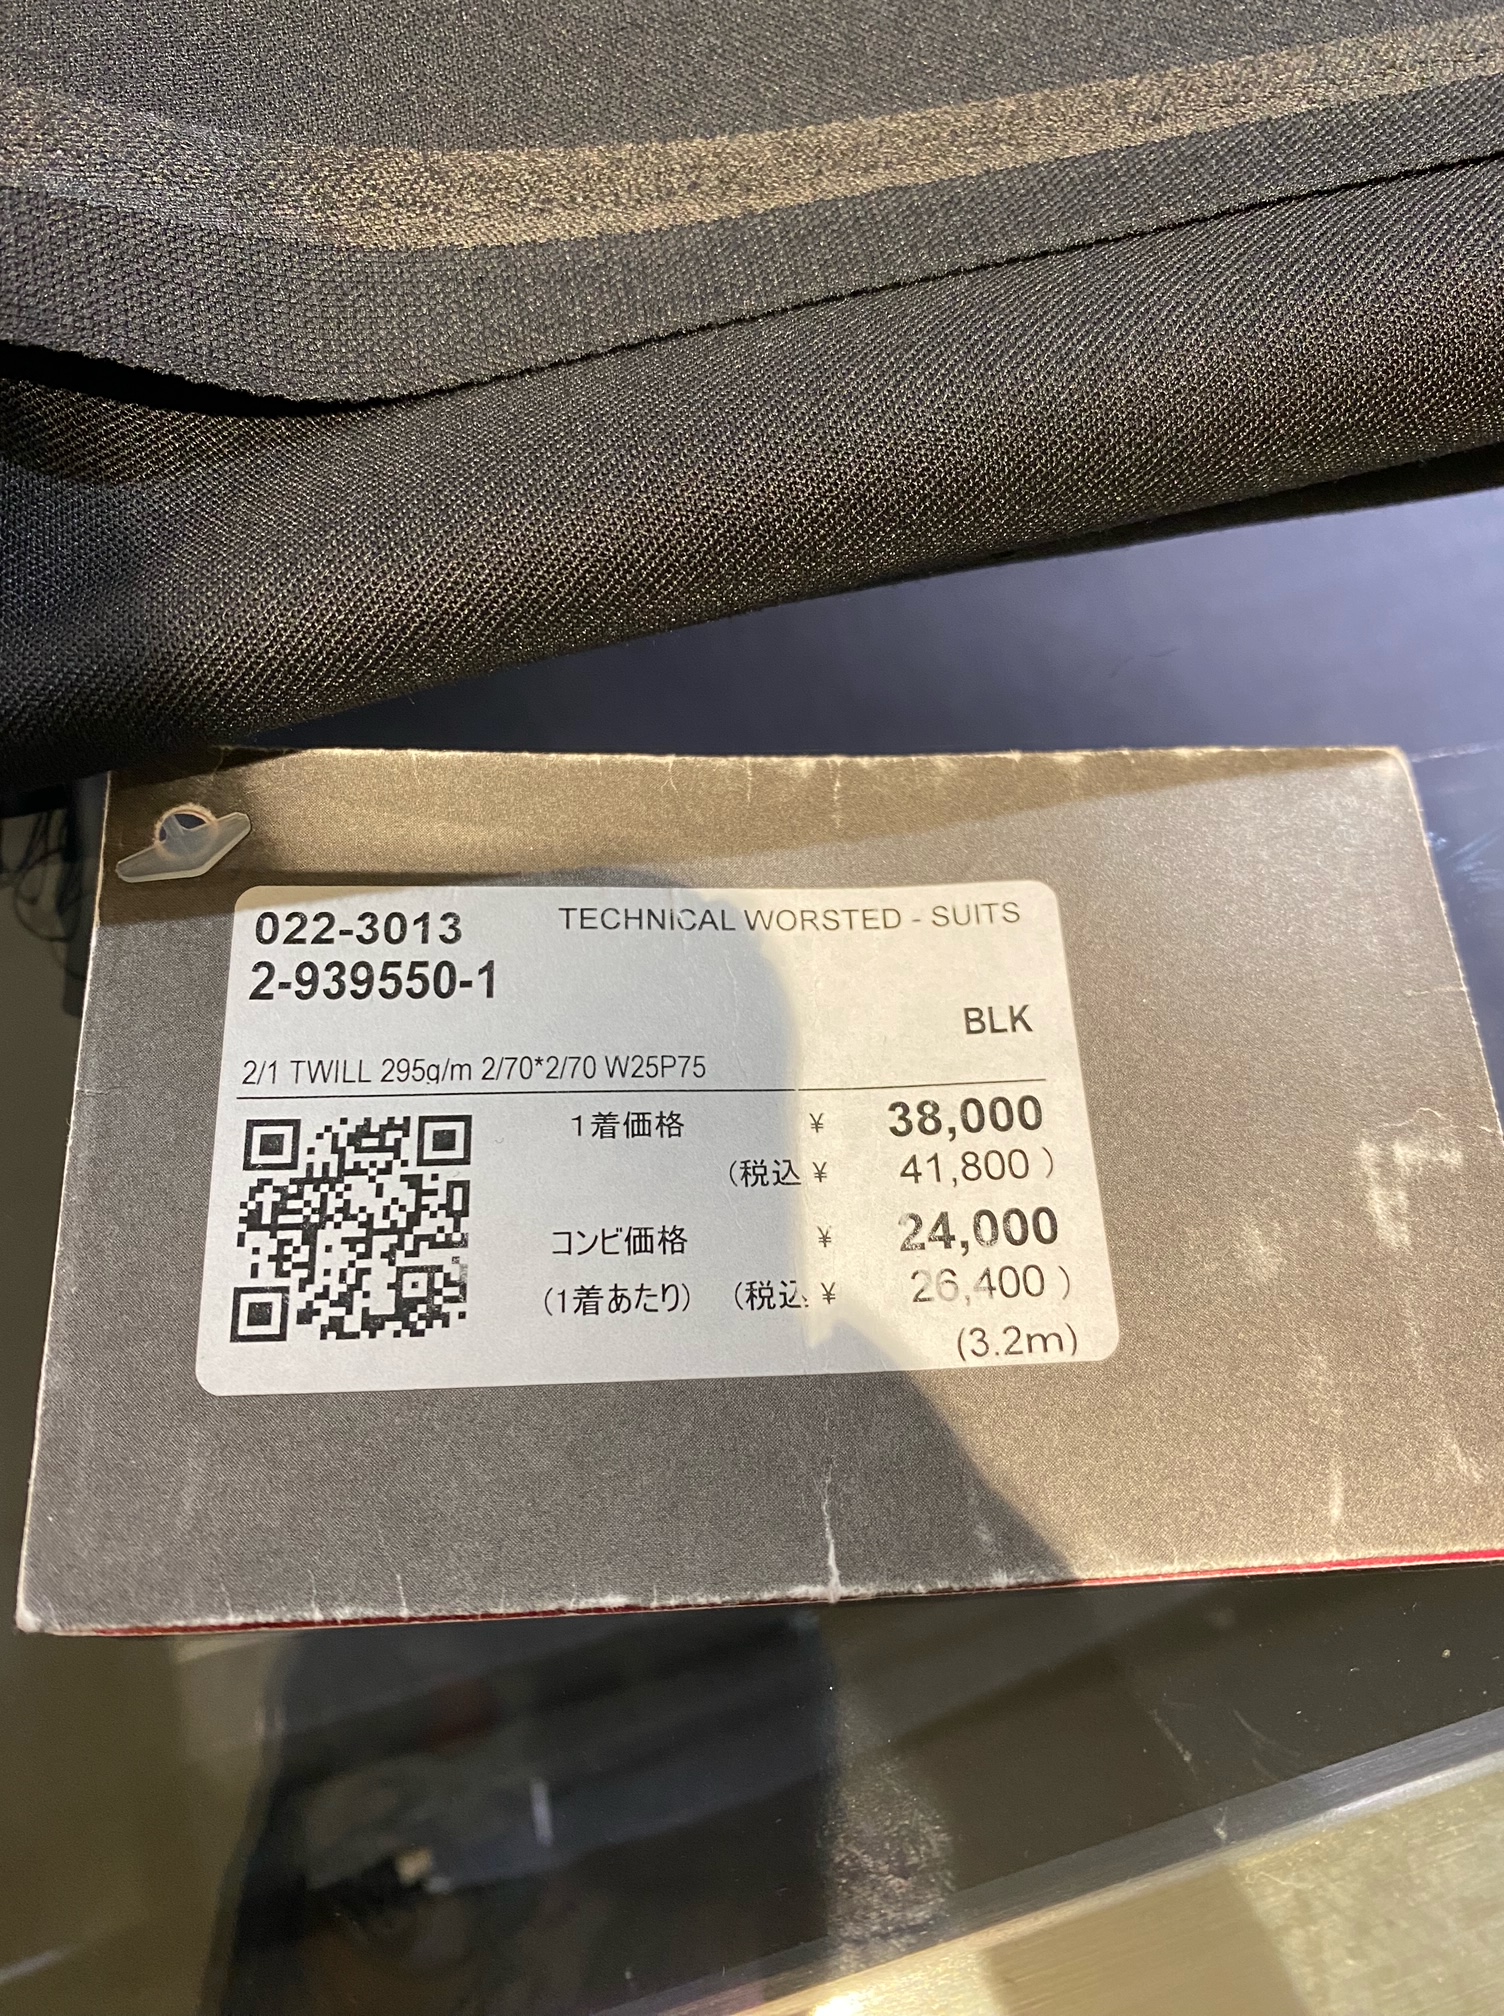 022-3013 TECHNICAL WORSTED - SUITS
2-939550-1
BLK
2/1 TWILL 295g/m 2/70*2/70 W25P75
1着価格 ¥ 38,000
(税込 ¥ 41,800 )
コンビ価格 ¥ 24,000
(1着あたり) (税込 ¥ 26,400 )
(3.2m)